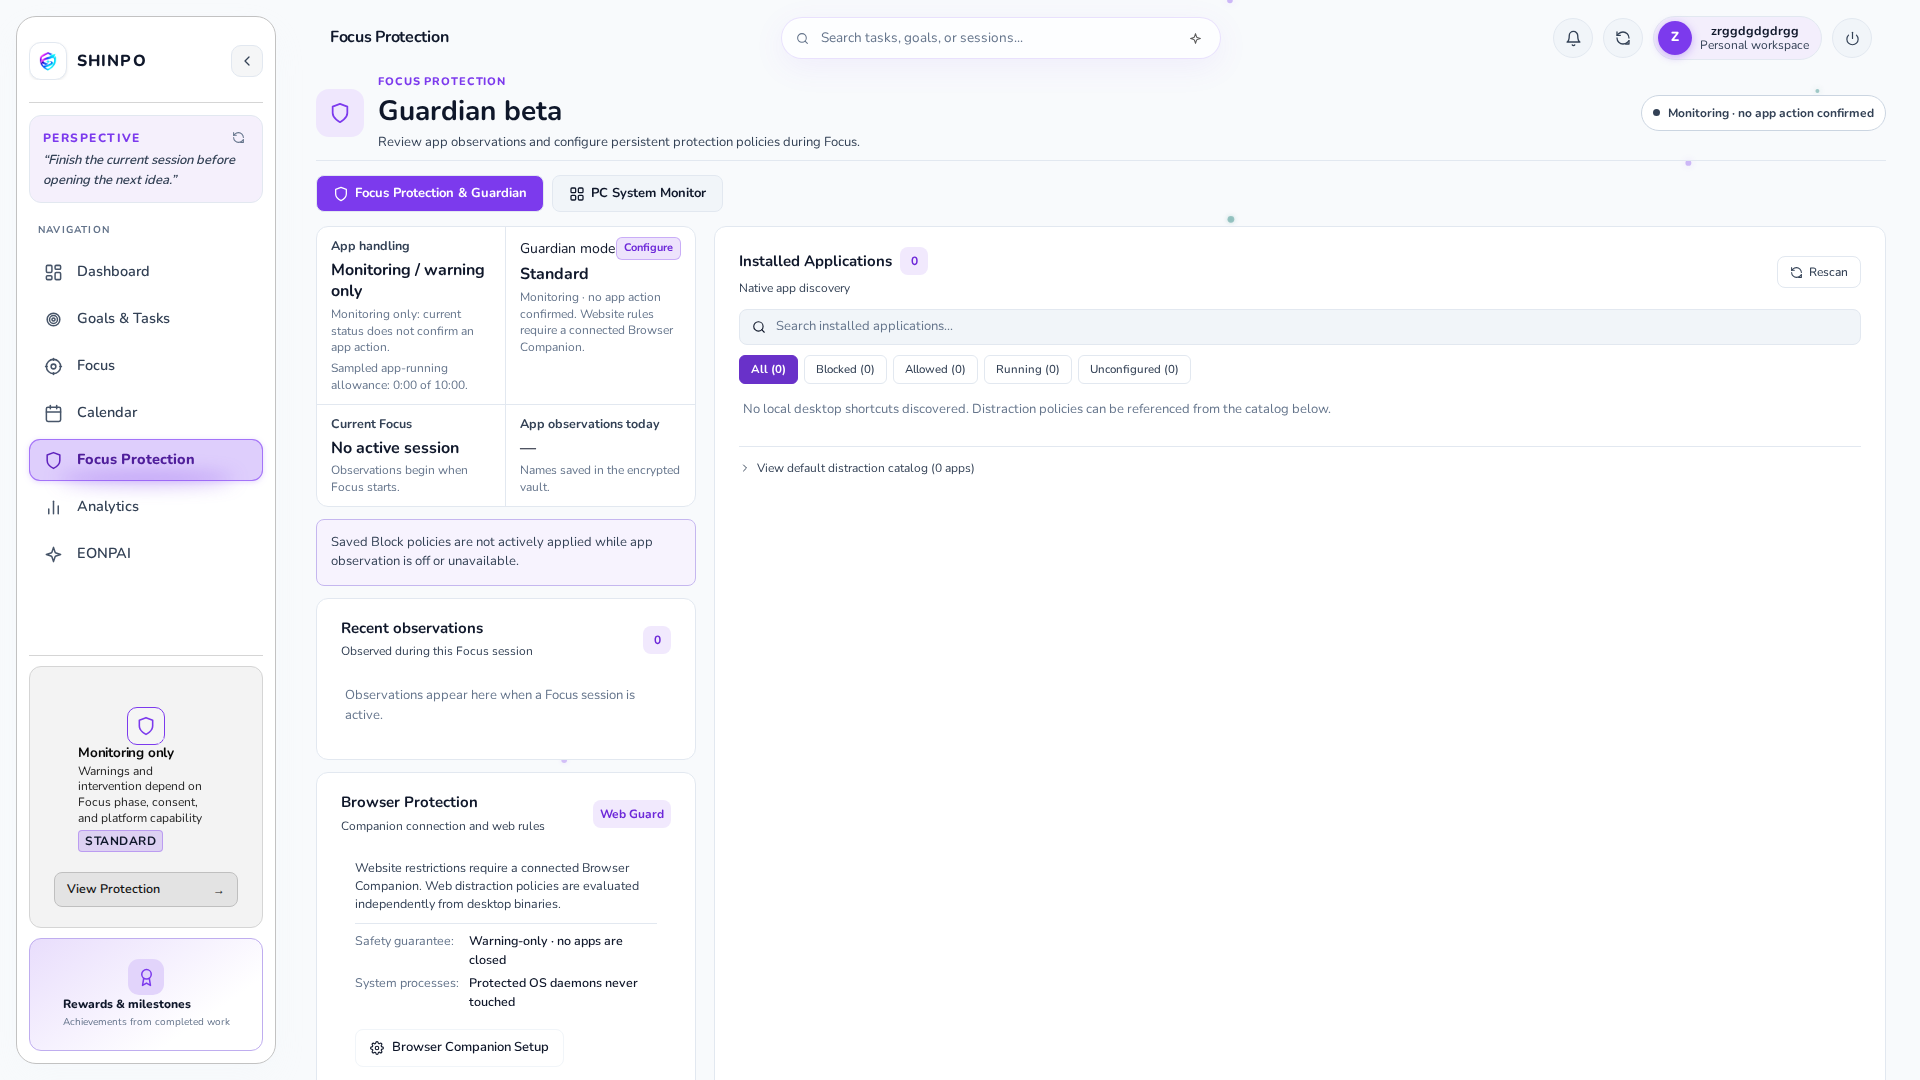 SHINPO
PERSPECTIVE
“Finish the current session before
opening the next idea.”
NAVIGATION
Dashboard
Goals & Tasks
Focus
Calendar
Focus Protection
Analytics
EONPAI
Monitoring only
Warnings and
intervention depend on
Focus phase, consent,
and platform capability
STANDARD
View Protection →
Rewards & milestones
Achievements from completed work
Focus Protection
Search tasks, goals, or sessions...
Z
zrggdgdgdrgg
Personal workspace
FOCUS PROTECTION
Guardian beta
Review app observations and configure persistent protection policies during Focus.
Monitoring · no app action confirmed
Focus Protection & Guardian
PC System Monitor
App handling
Monitoring / warning
only
Monitoring only: current
status does not confirm an
app action.
Sampled app-running
allowance: 0:00 of 10:00.
Guardian mode Configure
Standard
Monitoring · no app action
confirmed. Website rules
require a connected Browser
Companion.
Current Focus
No active session
Observations begin when
Focus starts.
App observations today
—
Names saved in the encrypted
vault.
Saved Block policies are not actively applied while app
observation is off or unavailable.
Recent observations
Observed during this Focus session
0
Observations appear here when a Focus session is
active.
Browser Protection
Companion connection and web rules
Web Guard
Website restrictions require a connected Browser
Companion. Web distraction policies are evaluated
independently from desktop binaries.
Safety guarantee: Warning-only · no apps are
closed
System processes: Protected OS daemons never
touched
Browser Companion Setup
Installed Applications 0
Native app discovery
Rescan
Search installed applications...
All (0) Blocked (0) Allowed (0) Running (0) Unconfigured (0)
No local desktop shortcuts discovered. Distraction policies can be referenced from the catalog below.
View default distraction catalog (0 apps)